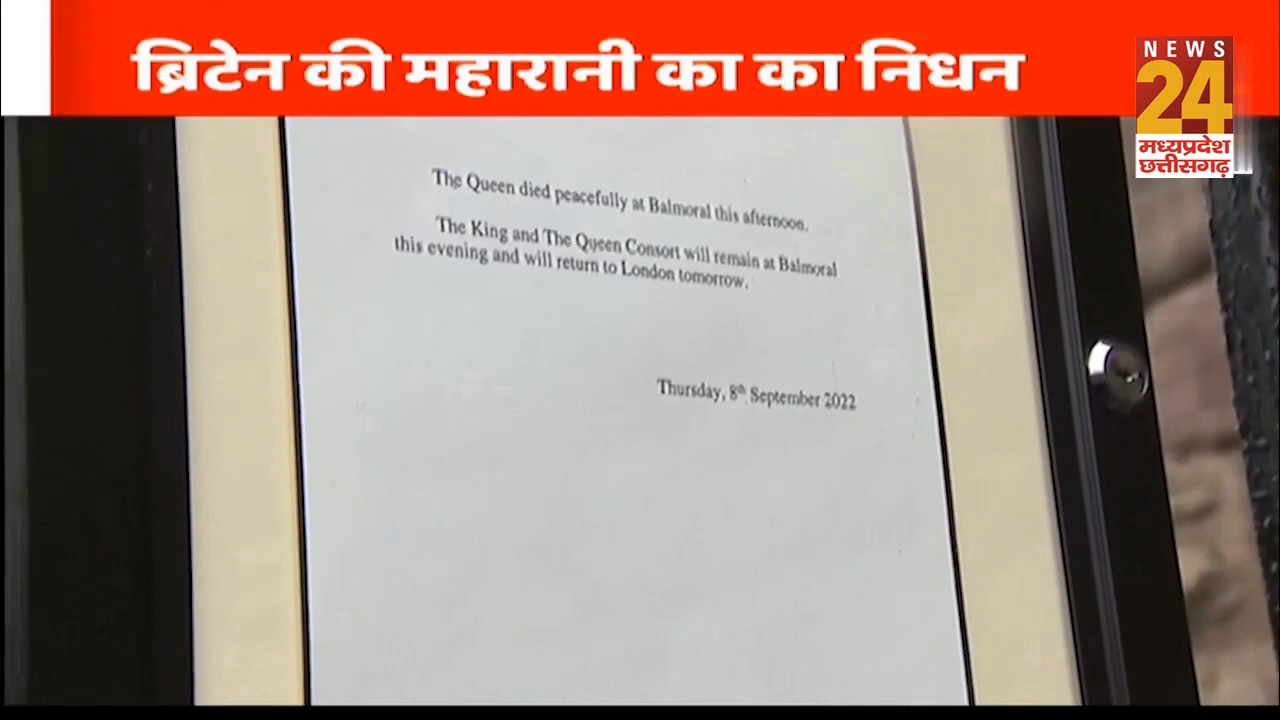 ब्रिटेन की महारानी का का निधन
NEWS
24
मध्यप्रदेश
छत्तीसगढ़
The Queen died peacefully at Balmoral this afternoon.
The King and The Queen Consort will remain at Balmoral
this evening and will return to London tomorrow.
Thursday, 8th September 2022